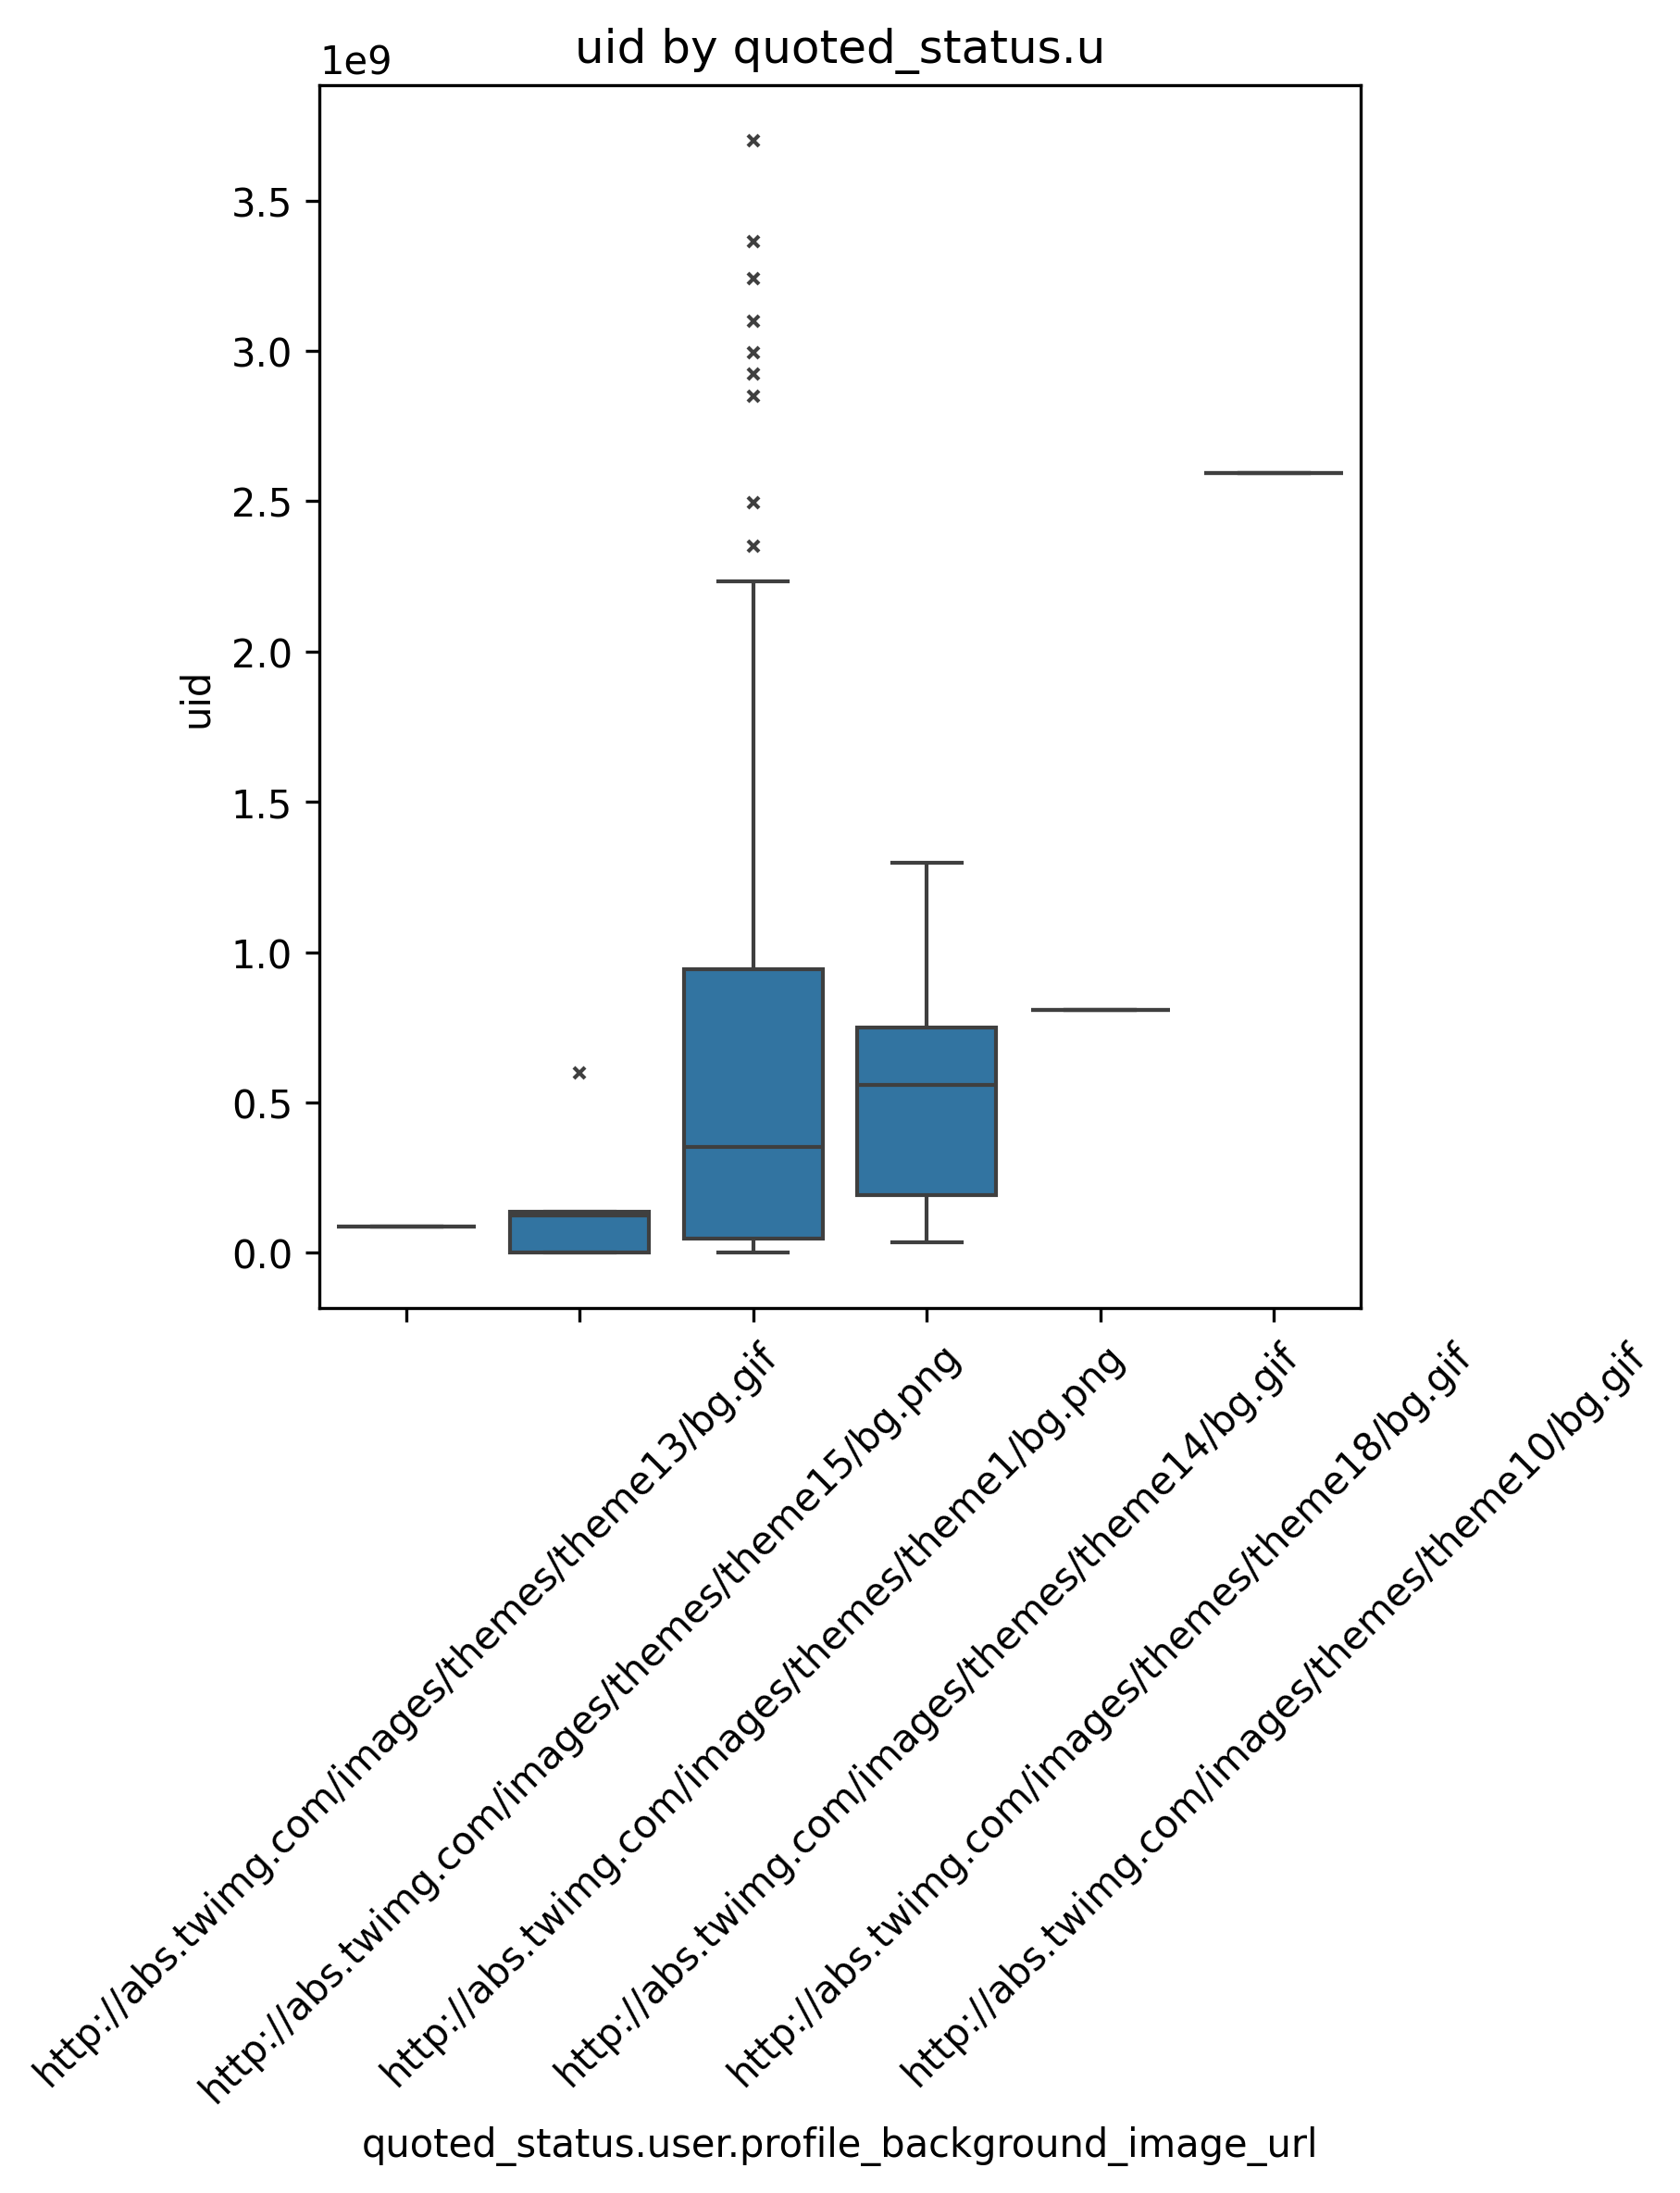 uid by quoted_status.u
1e9
3.5
3.0
2.5
2.0
1.5
1.0
0.5
0.0
uid
http://abs.twimg.com/images/themes/theme13/bg.gif
http://abs.twimg.com/images/themes/theme15/bg.png
http://abs.twimg.com/images/themes/theme1/bg.png
http://abs.twimg.com/images/themes/theme14/bg.gif
http://abs.twimg.com/images/themes/theme18/bg.gif
http://abs.twimg.com/images/themes/theme10/bg.gif
quoted_status.user.profile_background_image_url